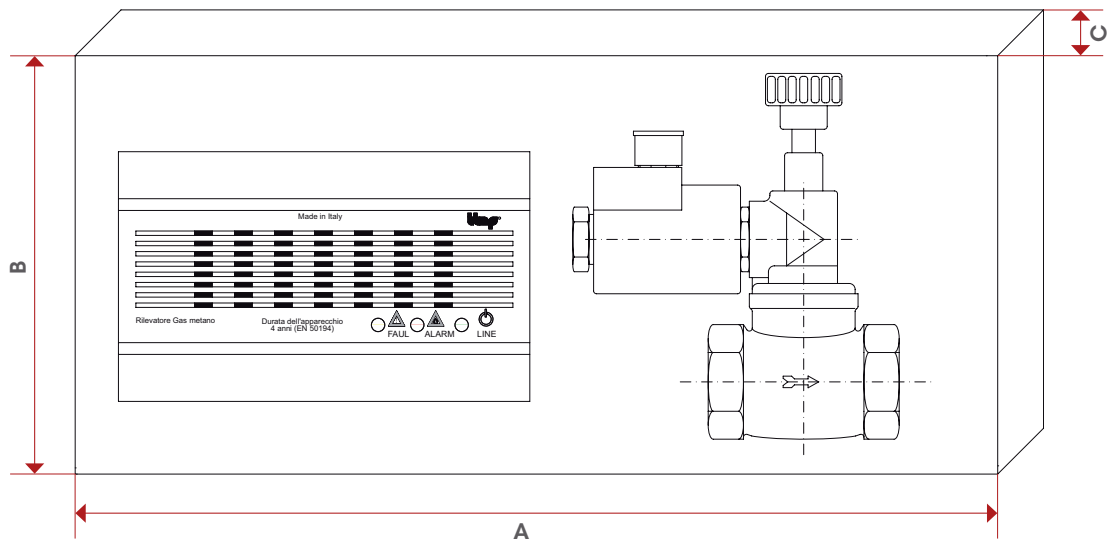 C
B
Made in Italy
Rilevatore Gas metano
Durata dell'apparecchio
4 anni (EN 50194)
FAUL
ALARM
LINE
A